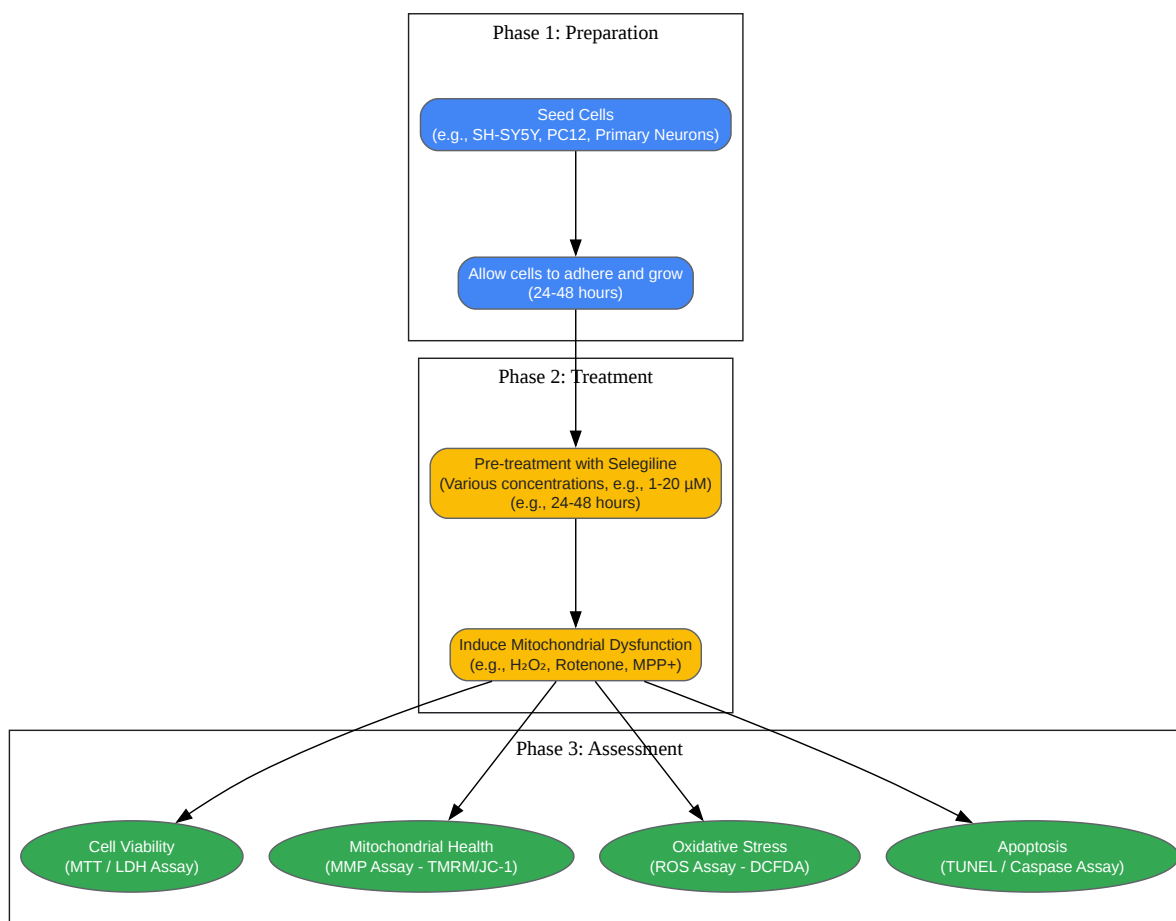 Phase 1: Preparation
Seed Cells
(e.g., SH-SY5Y, PC12, Primary Neurons)
Allow cells to adhere and grow
(24-48 hours)
Phase 2: Treatment
Pre-treatment with Selegiline
(Various concentrations, e.g., 1-20 µM)
(e.g., 24-48 hours)
Induce Mitochondrial Dysfunction
(e.g., H₂O₂, Rotenone, MPP+)
Phase 3: Assessment
Cell Viability
(MTT / LDH Assay)
Mitochondrial Health
(MMP Assay - TMRM/JC-1)
Oxidative Stress
(ROS Assay - DCFDA)
Apoptosis
(TUNEL / Caspase Assay)